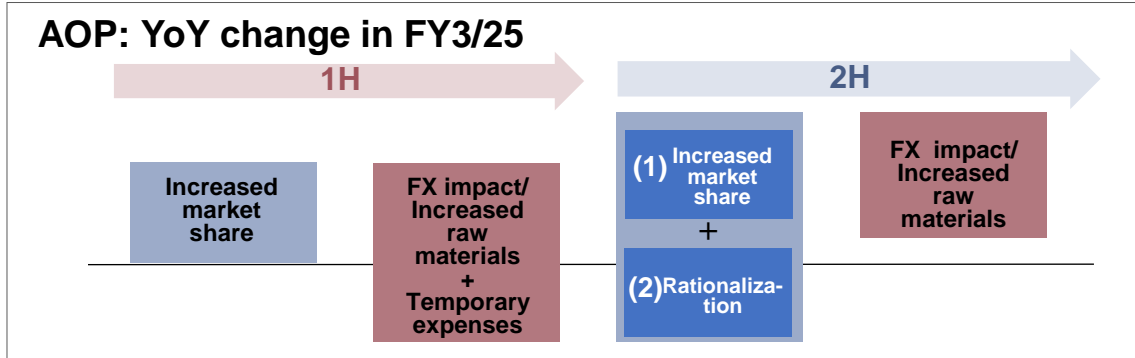 AOP: YoY change in FY3/25
1H
2H
Increased
market
share
FX impact/
Increased
raw
materials
+
Temporary
expenses
(1) Increased
market
share
+
(2) Rationaliza-
tion
FX impact/
Increased
raw
materials